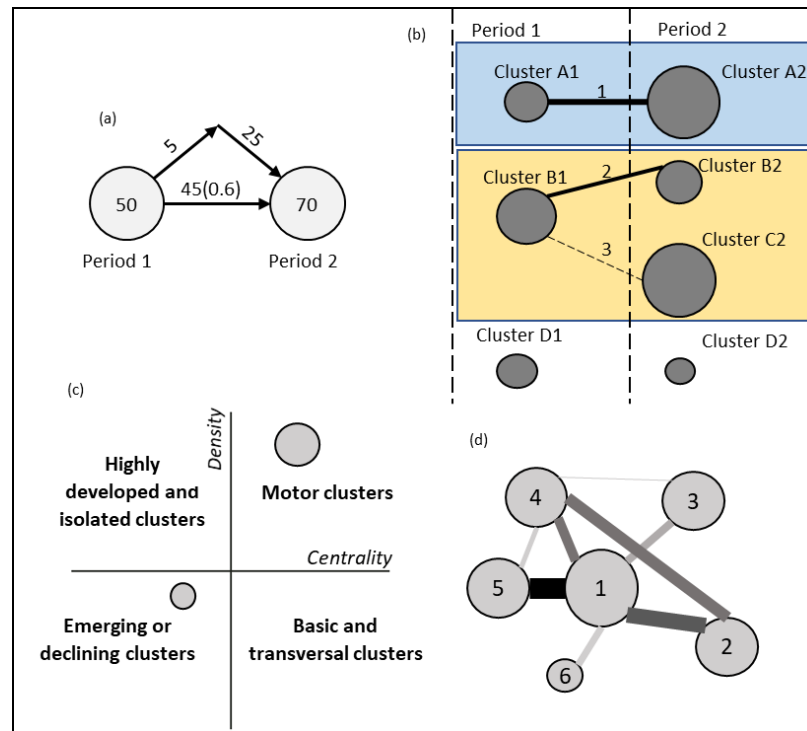 (a)
5
25
50
45(0.6)
70
Period 1
Period 2
(b)
Period 1
Period 2
Cluster A1
Cluster A2
1
Cluster B1
2
Cluster B2
3
Cluster C2
Cluster D1
Cluster D2
(c)
Density
Highly
developed and
isolated clusters
Motor clusters
Centrality
Emerging or
declining clusters
Basic and
transversal clusters
(d)
4
3
5
1
2
6